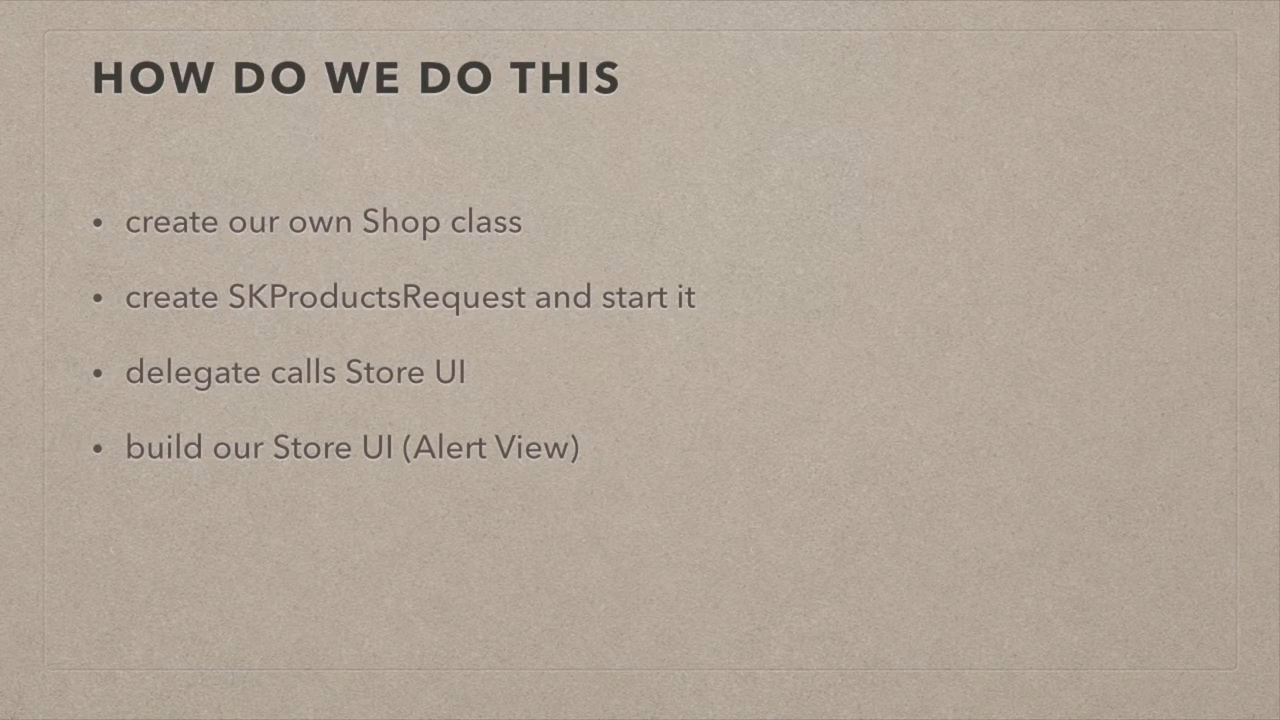 HOW DO WE DO THIS
• create our own Shop class
• create SKProductsRequest and start it
• delegate calls Store UI
• build our Store UI (Alert View)